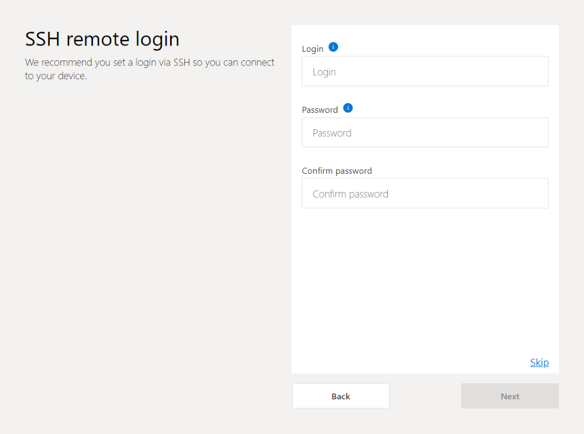 SSH remote login
We recommend you set a login via SSH so you can connect
to your device.
Login
Login
Password
Password
Confirm password
Confirm password
Skip
Back
Next